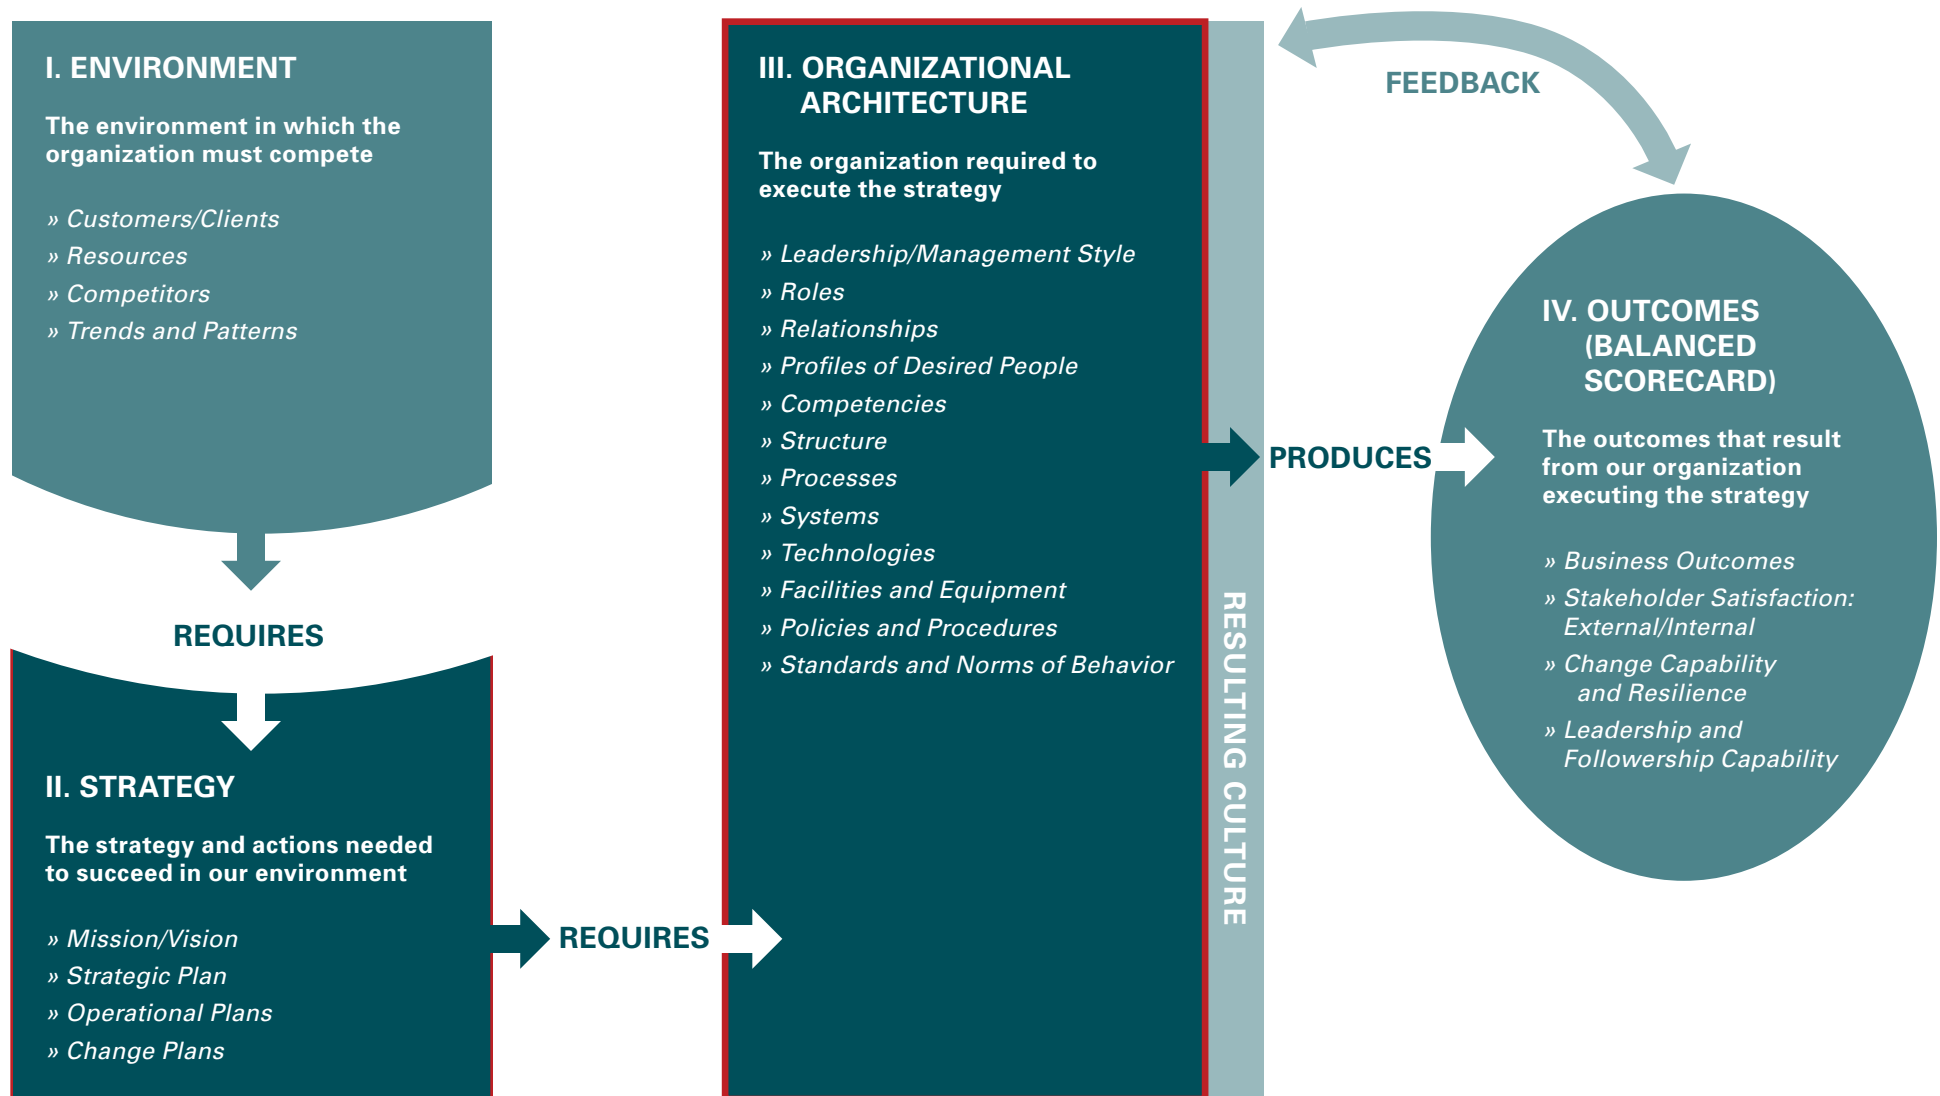 I. ENVIRONMENT
The environment in which the
organization must compete
» Customers/Clients
» Resources
» Competitors
» Trends and Patterns
REQUIRES
II. STRATEGY
The strategy and actions needed
to succeed in our environment
» Mission/Vision
» Strategic Plan
» Operational Plans
» Change Plans
REQUIRES
III. ORGANIZATIONAL
ARCHITECTURE
The organization required to
execute the strategy
» Leadership/Management Style
» Roles
» Relationships
» Profiles of Desired People
» Competencies
» Structure
» Processes
» Systems
» Technologies
» Facilities and Equipment
» Policies and Procedures
» Standards and Norms of Behavior
RESULTING CULTURE
PRODUCES
FEEDBACK
IV. OUTCOMES
(BALANCED
SCORECARD)
The outcomes that result
from our organization
executing the strategy
» Business Outcomes
» Stakeholder Satisfaction:
External/Internal
» Change Capability
and Resilience
» Leadership and
Followership Capability